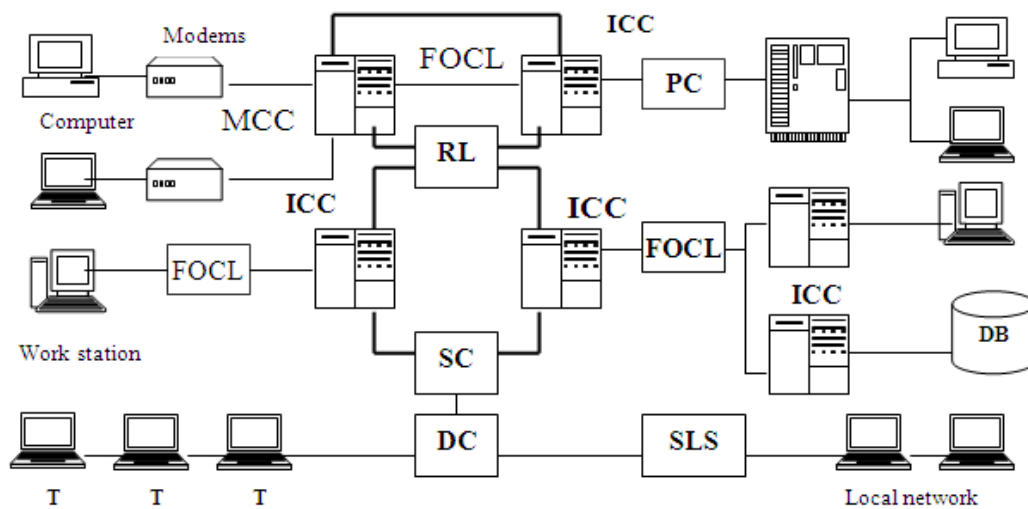 Modems
ICC
FOCL
PC
Computer
MCC
RL
ICC
ICC
FOCL
FOCL
ICC
Work station
SC
DB
DC
SLS
T
T
T
Local network